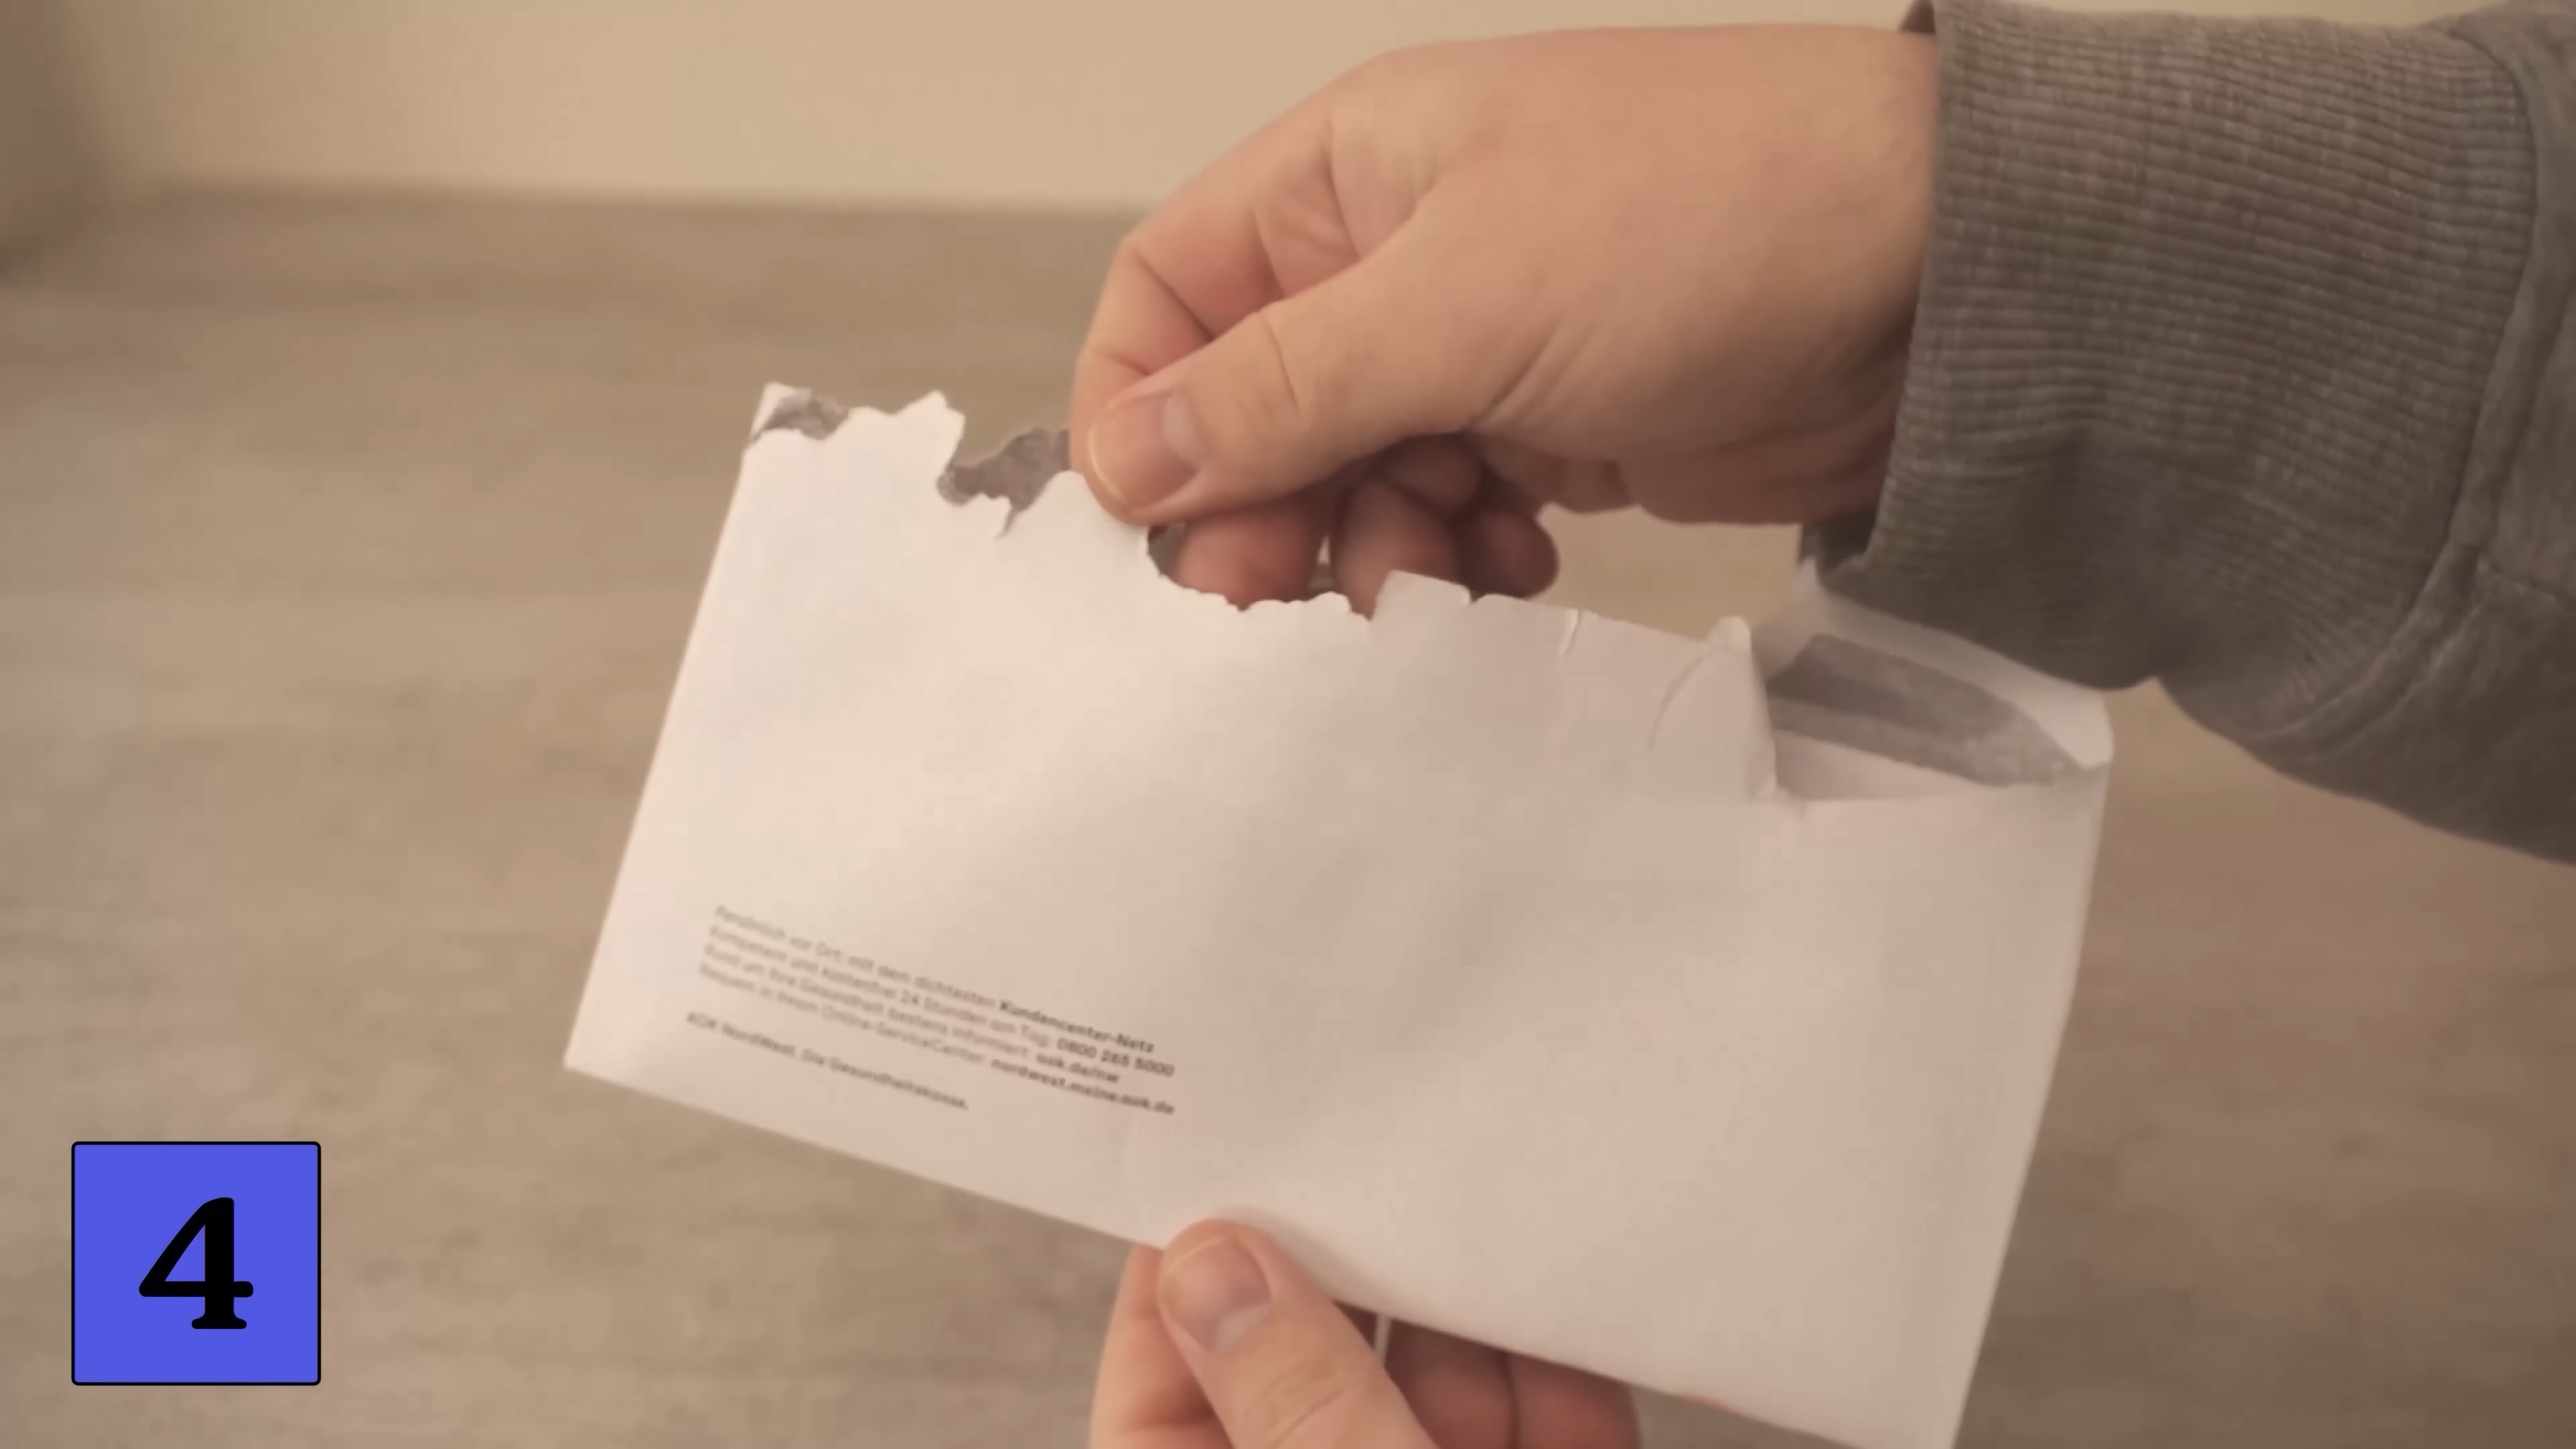 Persönlich vor Ort: mit dem dichtesten Kundencenter-Netz
Kompetent und kostenfrei 24 Stunden am Tag: 0800 265 5000
Rund um Ihre Gesundheit bestens informiert: aok.de/nw
Bequem in Ihrem Online-ServiceCenter: nordwest.meine.aok.de
AOK NordWest. Die Gesundheitskasse.
4